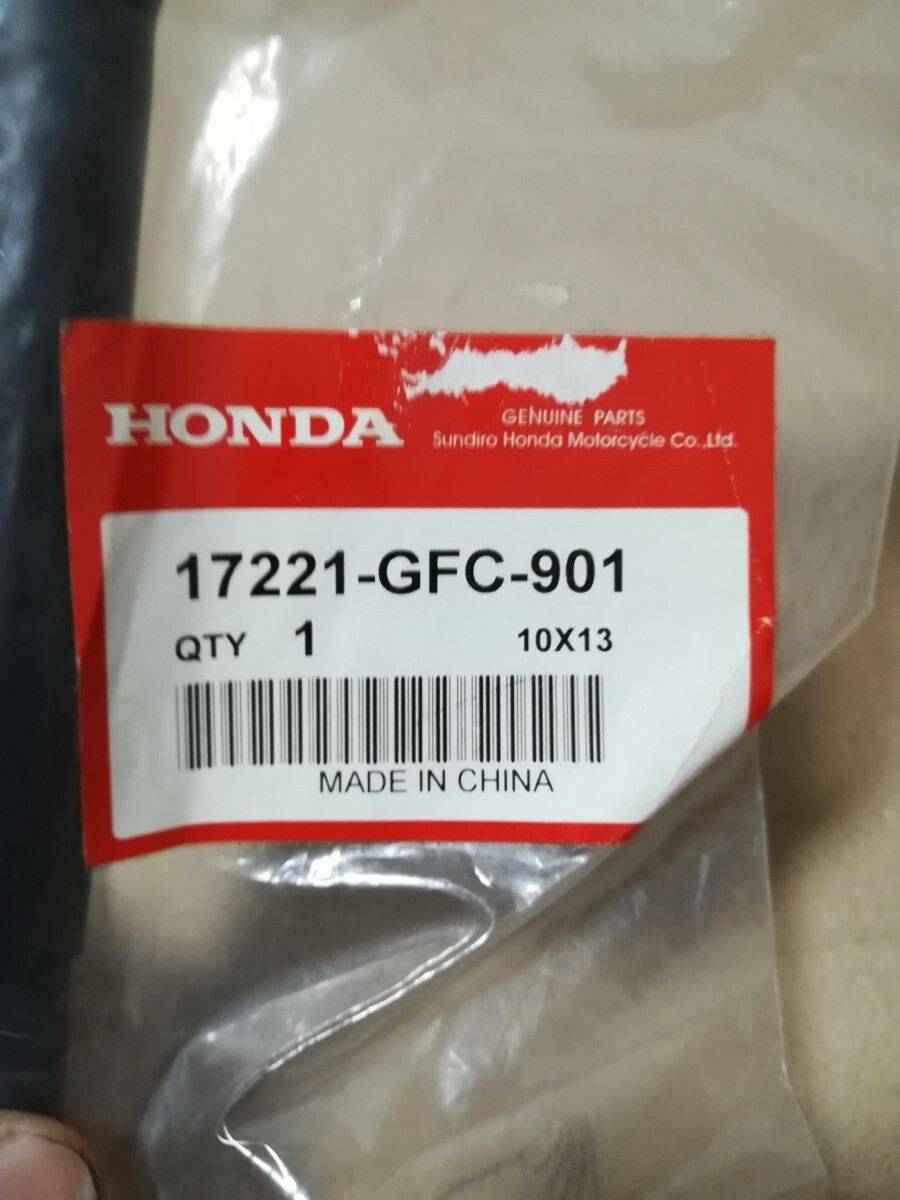 HONDA
GENUINE PARTS
Sundiro Honda Motorcycle Co.,Ltd.
17221-GFC-901
QTY 1 10X13
MADE IN CHINA